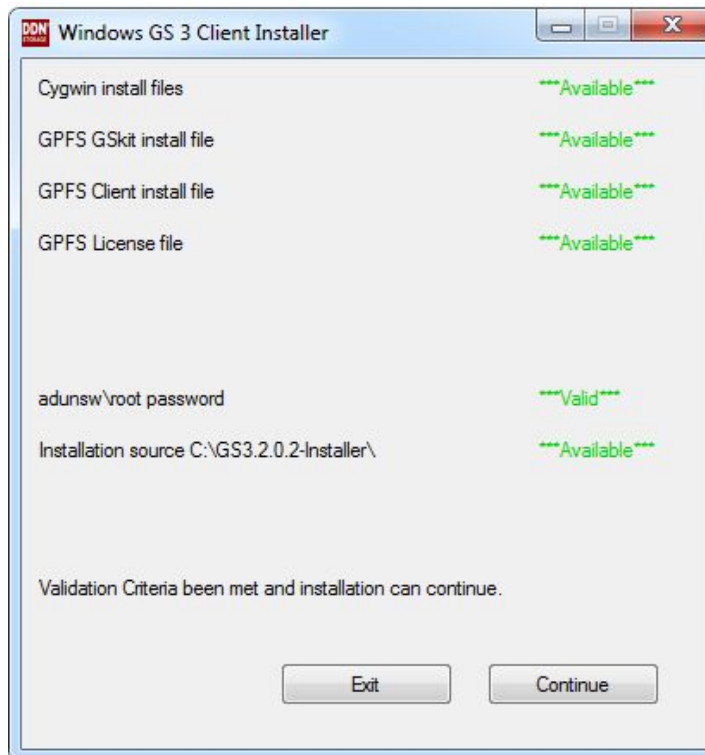 DDN STORAGE Windows GS 3 Client Installer
Cygwin install files ***Available***
GPFS GSkit install file ***Available***
GPFS Client install file ***Available***
GPFS License file ***Available***
adunsw\root password ***Valid***
Installation source C:\GS3.2.0.2-Installer\ ***Available***
Validation Criteria been met and installation can continue.
Exit Continue